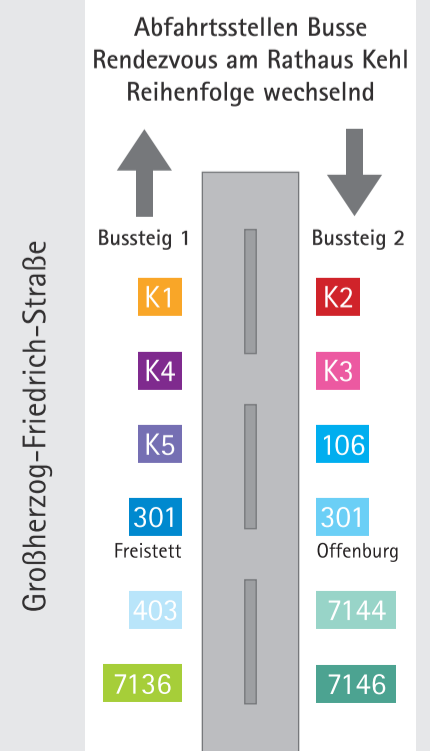 Abfahrtsstellen Busse
Rendezvous am Rathaus Kehl
Reihenfolge wechselnd
Großherzog-Friedrich-Straße
Bussteig 1
K1
K4
K5
301
Freistett
403
7136
Bussteig 2
K2
K3
106
301
Offenburg
7144
7146